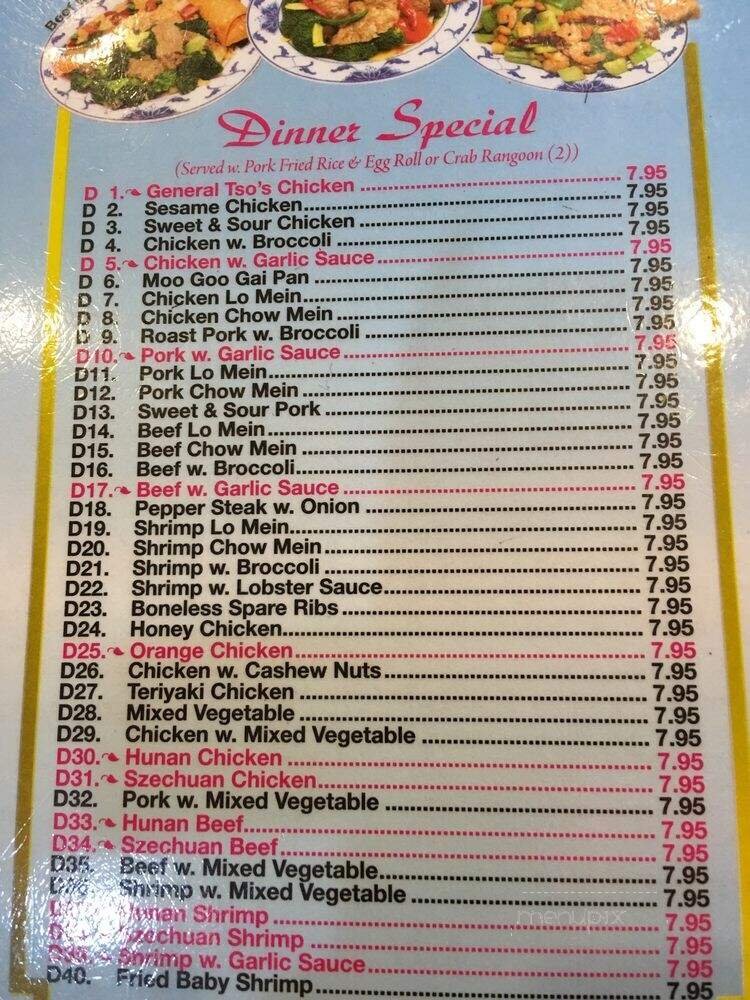 Beef
Dinner Special
(Served w. Pork Fried Rice & Egg Roll or Crab Rangoon (2))
D 1. General Tso's Chicken 7.95
D 2. Sesame Chicken 7.95
D 3. Sweet & Sour Chicken 7.95
D 4. Chicken w. Broccoli 7.95
D 5. Chicken w. Garlic Sauce 7.95
D 6. Moo Goo Gai Pan 7.95
D 7. Chicken Lo Mein 7.95
D 8. Chicken Chow Mein 7.95
D 9. Roast Pork w. Broccoli 7.95
D10. Pork w. Garlic Sauce 7.95
D11. Pork Lo Mein 7.95
D12. Pork Chow Mein 7.95
D13. Sweet & Sour Pork 7.95
D14. Beef Lo Mein 7.95
D15. Beef Chow Mein 7.95
D16. Beef w. Broccoli 7.95
D17. Beef w. Garlic Sauce 7.95
D18. Pepper Steak w. Onion 7.95
D19. Shrimp Lo Mein 7.95
D20. Shrimp Chow Mein 7.95
D21. Shrimp w. Broccoli 7.95
D22. Shrimp w. Lobster Sauce 7.95
D23. Boneless Spare Ribs 7.95
D24. Honey Chicken 7.95
D25. Orange Chicken 7.95
D26. Chicken w. Cashew Nuts 7.95
D27. Teriyaki Chicken 7.95
D28. Mixed Vegetable 7.95
D29. Chicken w. Mixed Vegetable 7.95
D30. Hunan Chicken 7.95
D31. Szechuan Chicken 7.95
D32. Pork w. Mixed Vegetable 7.95
D33. Hunan Beef 7.95
D34. Szechuan Beef 7.95
D35. Beef w. Mixed Vegetable 7.95
Shrimp w. Mixed Vegetable 7.95
Hunan Shrimp 7.95
Szechuan Shrimp 7.95
Shrimp w. Garlic Sauce 7.95
D40. Fried Baby Shrimp 7.95
menupix